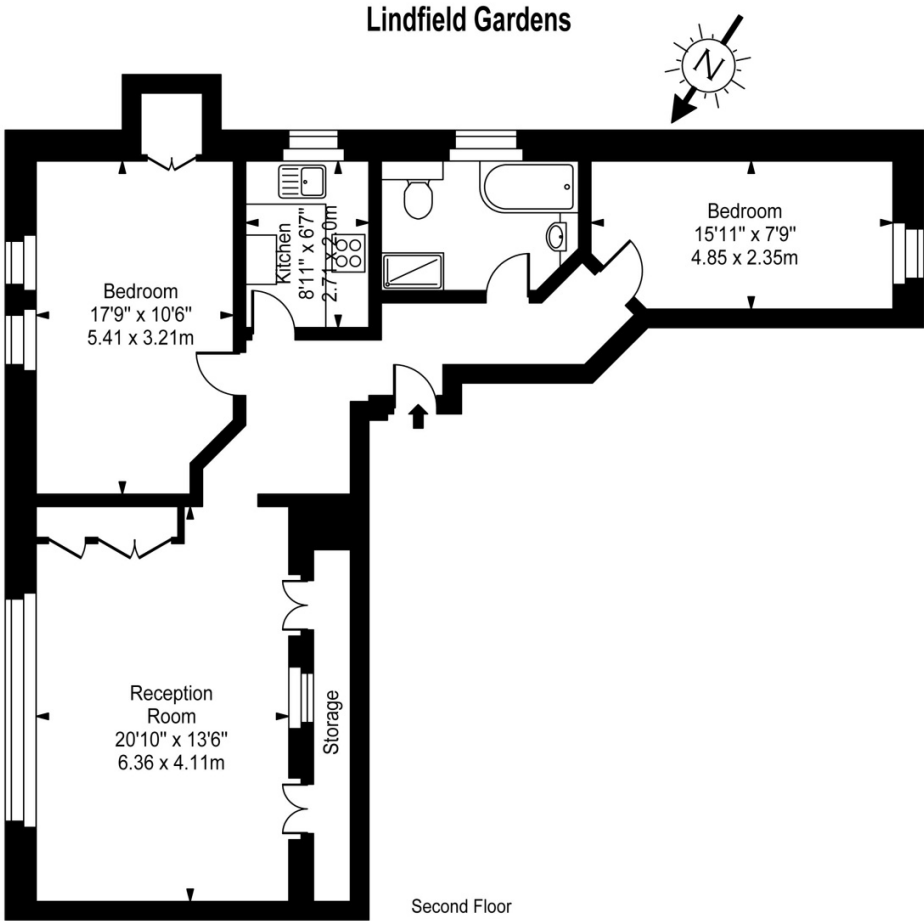 Lindfield Gardens
N
Bedroom
15'11" x 7'9"
4.85 x 2.35m
Kitchen
8'11" x 6'7"
2.71 x 2.0m
Bedroom
17'9" x 10'6"
5.41 x 3.21m
Reception
Room
20'10" x 13'6"
6.36 x 4.11m
Storage
Second Floor